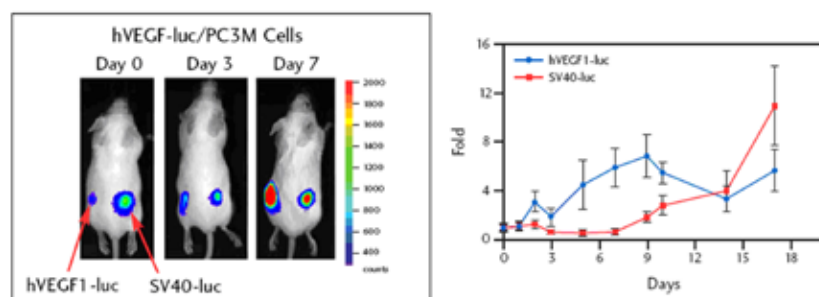 hVEGF-luc/PC3M Cells
Day 0 Day 3 Day 7
2000
1800
1600
1400
1200
1000
800
600
400
counts
hVEGF1-luc SV40-luc
16
12
8
4
0
Fold
hVEGF1-luc
SV40-luc
0 3 6 9 12 15 18
Days